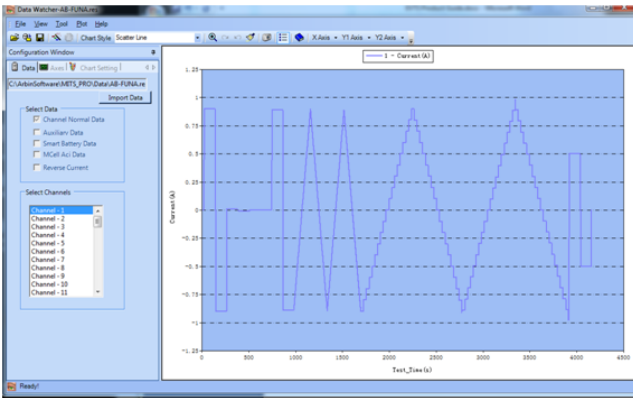 Data Watcher-AB-FUNA.res
File View Tool Plot Help
Chart Style Scatter Line X Axis Y1 Axis Y2 Axis
Configuration Window
Data Axes Chart Setting
C:\ArbinSoftware\MITS_PRO\Data\AB-FUNA.re
Import Data
Select Data
Channel Normal Data
Auxiliary Data
Smart Battery Data
MCell Aci Data
Reverse Current
Select Channels
Channel - 1
Channel - 2
Channel - 3
Channel - 4
Channel - 5
Channel - 6
Channel - 7
Channel - 8
Channel - 9
Channel - 10
Channel - 11
1 - Current(A)
1.25
1
0.75
0.5
0.25
0
-0.25
-0.5
-0.75
-1
-1.25
Current(A)
0 500 1000 1500 2000 2500 3000 3500 4000 4500
Test_Time(s)
Ready!